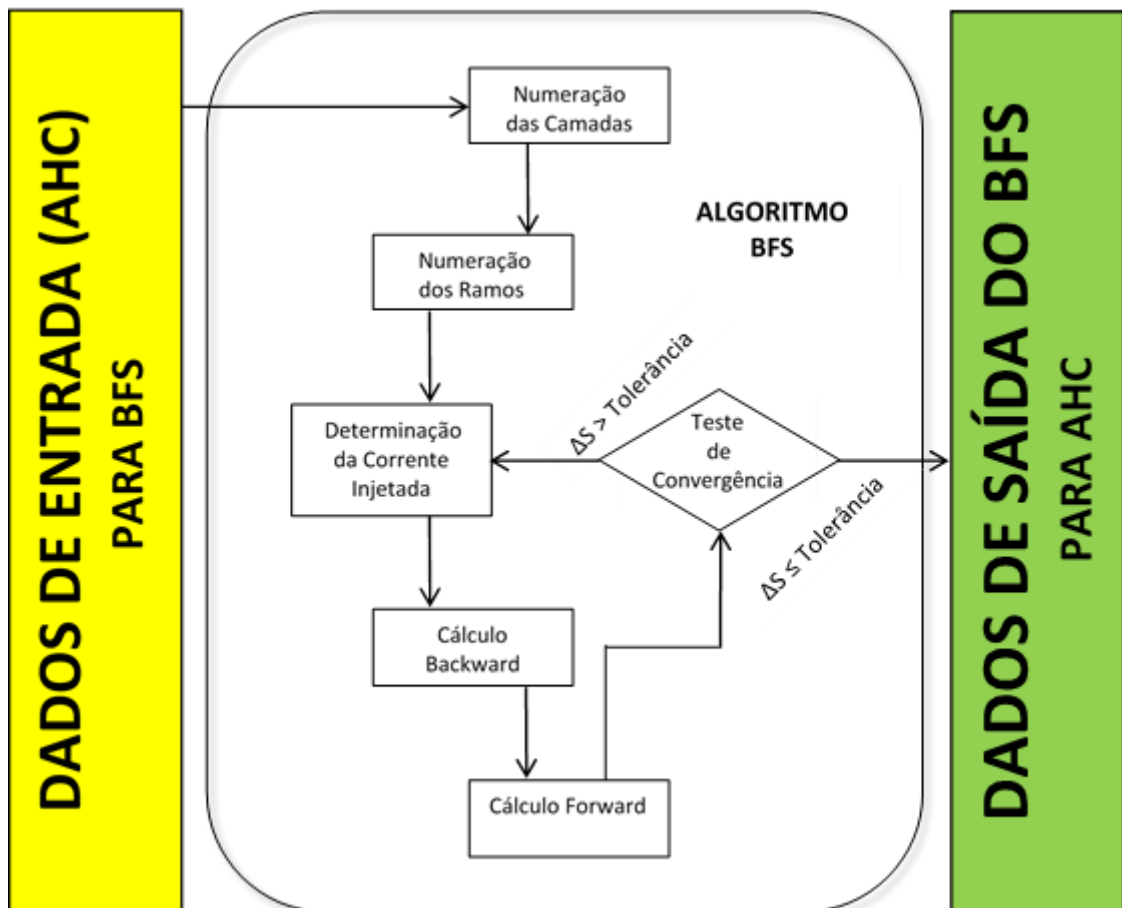 DADOS DE ENTRADA (AHC)
PARA BFS
Numeração
das Camadas
ALGORITMO
BFS
Numeração
dos Ramos
ΔS > Tolerância
Determinação
da Corrente
Injetada
Teste
de
Convergência
ΔS ≤ Tolerância
Cálculo
Backward
Cálculo Forward
DADOS DE SAÍDA DO BFS
PARA AHC